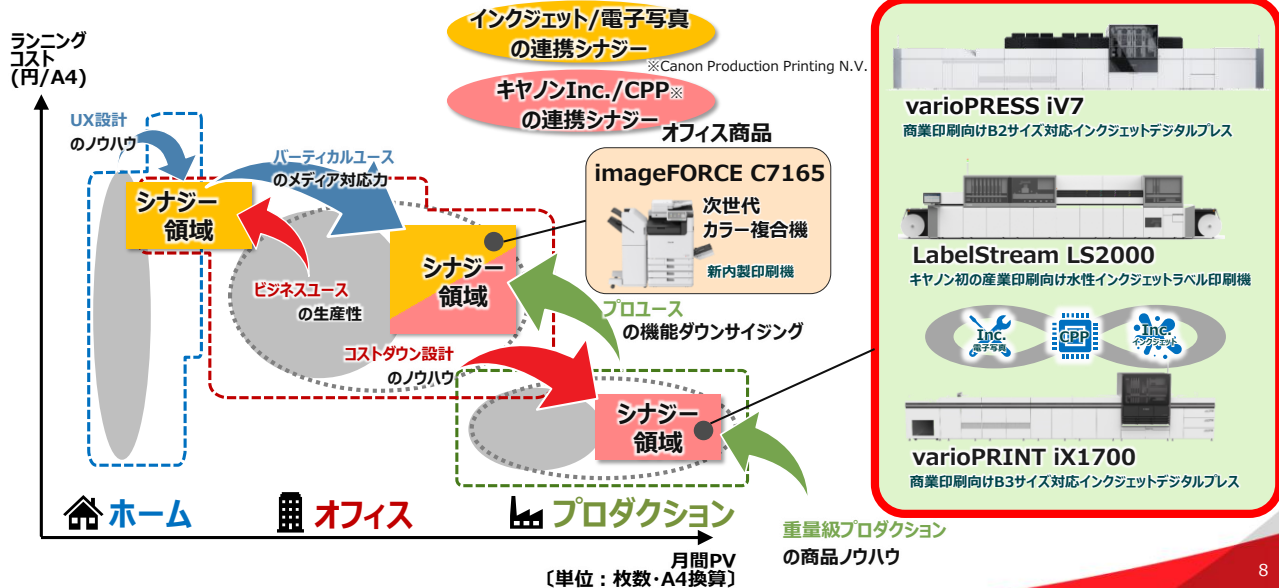 インクジェット/電子写真
の連携シナジー
※Canon Production Printing N.V.
キヤノンInc./CPP※
の連携シナジー
ランニング
コスト
(円/A4)
UX設計
のノウハウ
バーティカルユース
のメディア対応力
シナジー
領域
ビジネスユース
の生産性
シナジー
領域
オフィス商品
imageFORCE C7165
次世代
カラー複合機
新内製印刷機
プロユース
の機能ダウンサイジング
コストダウン設計
のノウハウ
シナジー
領域
重量級プロダクション
の商品ノウハウ
ホーム
オフィス
プロダクション
月間PV
〔単位：枚数・A4換算〕
varioPRESS iV7
商業印刷向けB2サイズ対応インクジェットデジタルプレス
LabelStream LS2000
キヤノン初の産業印刷向け水性インクジェットラベル印刷機
Inc.
電子写真
CPP
Inc.
インクジェット
varioPRINT iX1700
商業印刷向けB3サイズ対応インクジェットデジタルプレス
8